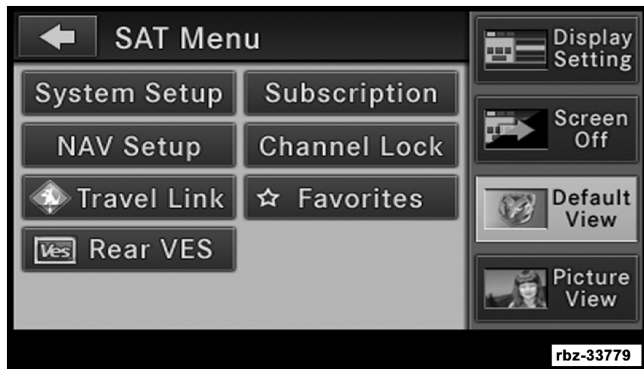 SAT Menu
System Setup
Subscription
NAV Setup
Channel Lock
Travel Link
Favorites
Ves Rear VES
Display
Setting
Screen
Off
Default
View
Picture
View
rbz-33779